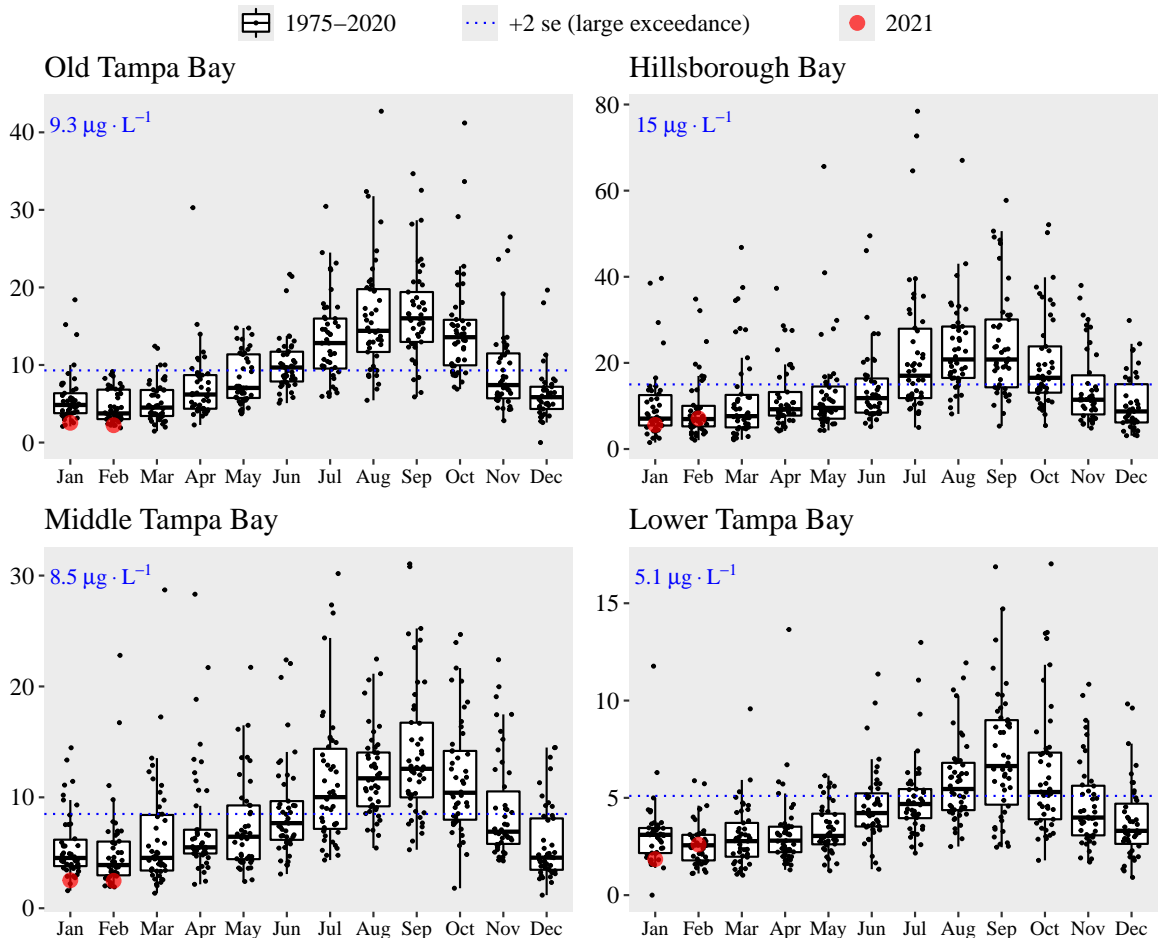 1975–2020 +2 se (large exceedance) 2021
Old Tampa Bay
9.3 μg · L⁻¹
40
30
20
10
0
Jan Feb Mar Apr May Jun Jul Aug Sep Oct Nov Dec
Hillsborough Bay
15 μg · L⁻¹
80
60
40
20
0
Jan Feb Mar Apr May Jun Jul Aug Sep Oct Nov Dec
Middle Tampa Bay
8.5 μg · L⁻¹
30
20
10
0
Jan Feb Mar Apr May Jun Jul Aug Sep Oct Nov Dec
Lower Tampa Bay
5.1 μg · L⁻¹
15
10
5
0
Jan Feb Mar Apr May Jun Jul Aug Sep Oct Nov Dec